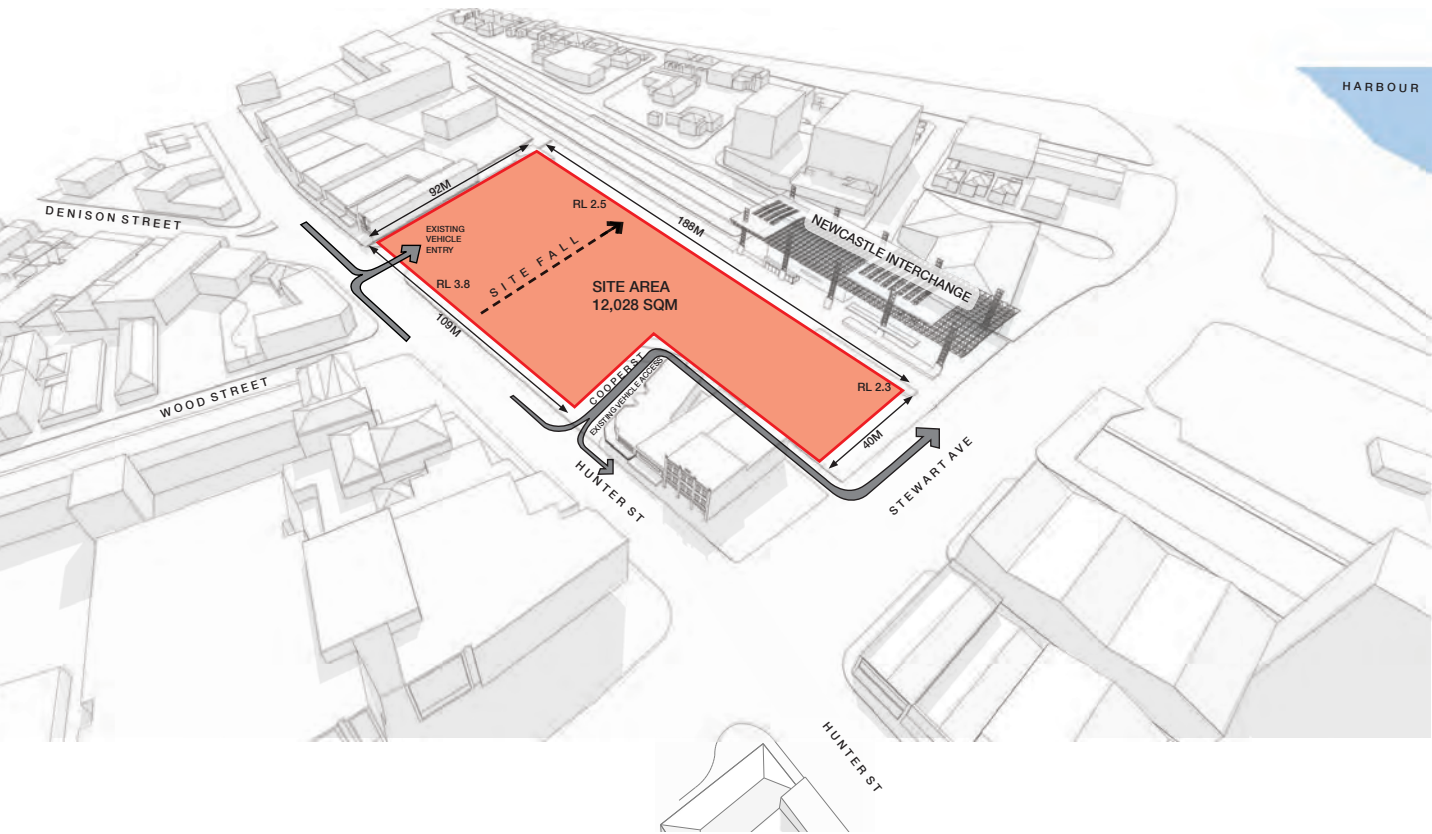 HARBOUR
DENISON STREET
92M
EXISTING
VEHICLE
ENTRY
RL 2.5
188M
NEWCASTLE INTERCHANGE
SITE FALL
RL 3.8
SITE AREA
12,028 SQM
109M
COOPER ST
EXISTING VEHICLE ACCESS
RL 2.3
WOOD STREET
40M
STEWART AVE
HUNTER ST
HUNTER ST